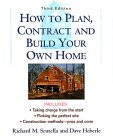 Third Edition
HOW TO PLAN,
CONTRACT AND
BUILD YOUR
OWN HOME
INCLUDES:
• Taking charge from the start
• Picking the perfect site
• Construction methods—pros and cons
Richard M. Scutella and Dave Heberle